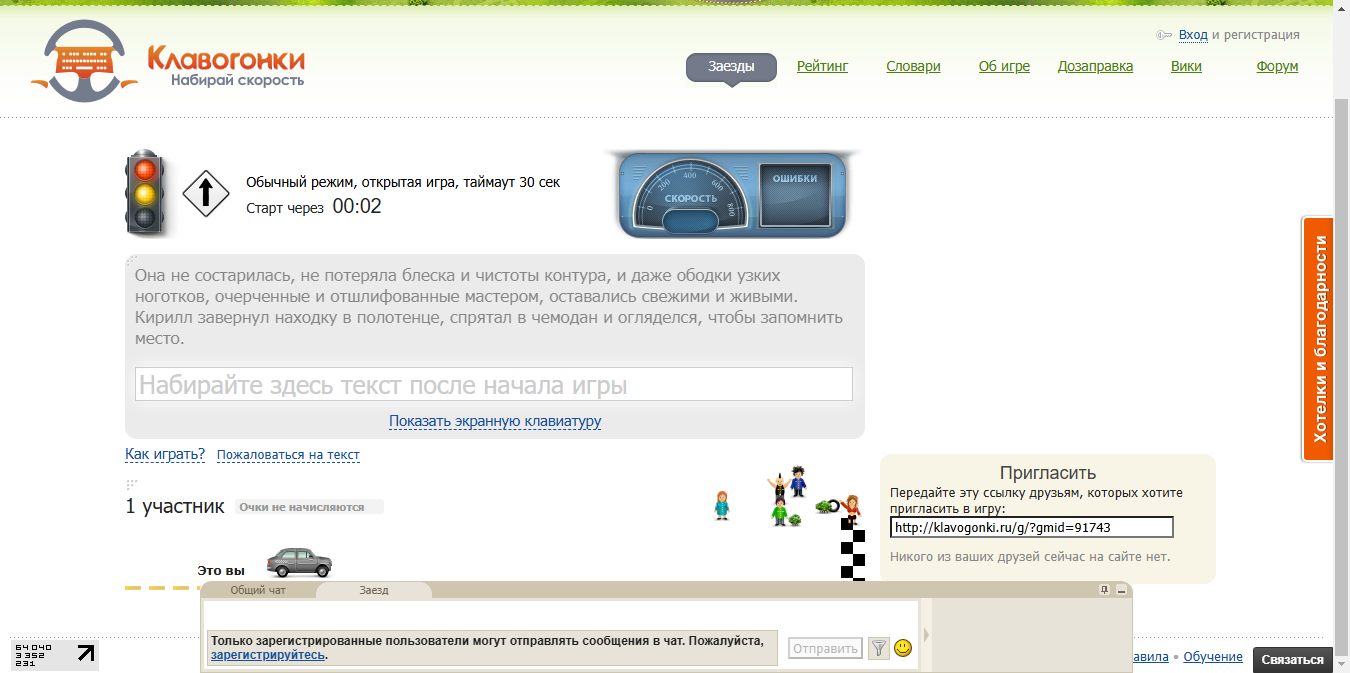 Клавогонки
Набирай скорость
Вход и регистрация
Заезды Рейтинг Словари Об игре Дозаправка Вики Форум
Обычный режим, открытая игра, таймаут 30 сек
Старт через 00:02
0 200 400 600 800
СКОРОСТЬ
ОШИБКИ
Она не состарилась, не потеряла блеска и чистоты контура, и даже ободки узких
ноготков, очерченные и отшлифованные мастером, оставались свежими и живыми.
Кирилл завернул находку в полотенце, спрятал в чемодан и огляделся, чтобы запомнить
место.
Набирайте здесь текст после начала игры
Показать экранную клавиатуру
Как играть? Пожаловаться на текст
1 участник Очки не начисляются
Это вы
Пригласить
Передайте эту ссылку друзьям, которых хотите
пригласить в игру:
http://klavogonki.ru/g/?gmid=91743
Никого из ваших друзей сейчас на сайте нет.
Хотелки и благодарности
Общий чат Заезд
Только зарегистрированные пользователи могут отправлять сообщения в чат. Пожалуйста,
зарегистрируйтесь.
Отправить
авила • Обучение
Связаться
64 040
3 352
231